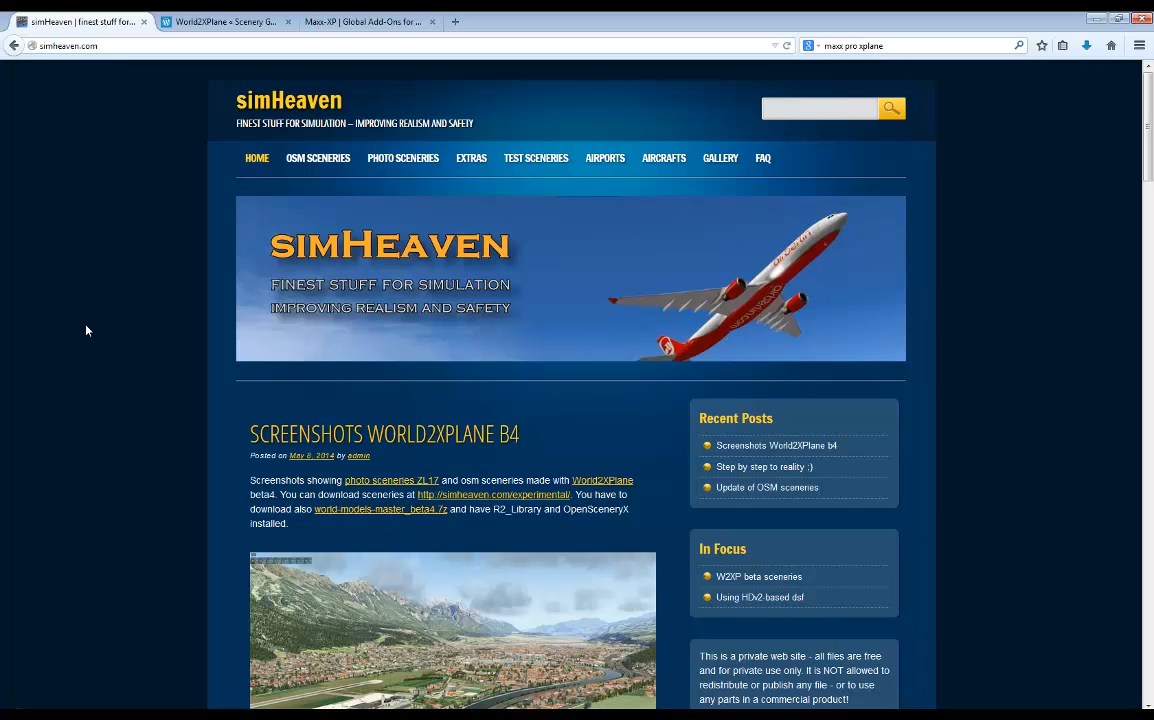 simHeaven | finest stuff for...
World2XPlane « Scenery G...
Maxx-XP | Global Add-Ons for ...
simheaven.com
maxx pro xplane
simHeaven
FINEST STUFF FOR SIMULATION – IMPROVING REALISM AND SAFETY
HOME OSM SCENERIES PHOTO SCENERIES EXTRAS TEST SCENERIES AIRPORTS AIRCRAFTS GALLERY FAQ
SIMHEAVEN
FINEST STUFF FOR SIMULATION
IMPROVING REALISM AND SAFETY
airberlin
airberlin.com
SCREENSHOTS WORLD2XPLANE B4
Posted on May 8, 2014 by admin
Screenshots showing photo sceneries ZL17 and osm sceneries made with World2XPlane
beta4. You can download sceneries at http://simheaven.com/experimental/. You have to
download also world-models-master_beta4.7z and have R2_Library and OpenSceneryX
installed.
Recent Posts
Screenshots World2XPlane b4
Step by step to reality ;)
Update of OSM sceneries
In Focus
W2XP beta sceneries
Using HDv2-based dsf
This is a private web site - all files are free
and for private use only. It is NOT allowed to
redistribute or publish any file - or to use
any parts in a commercial product!